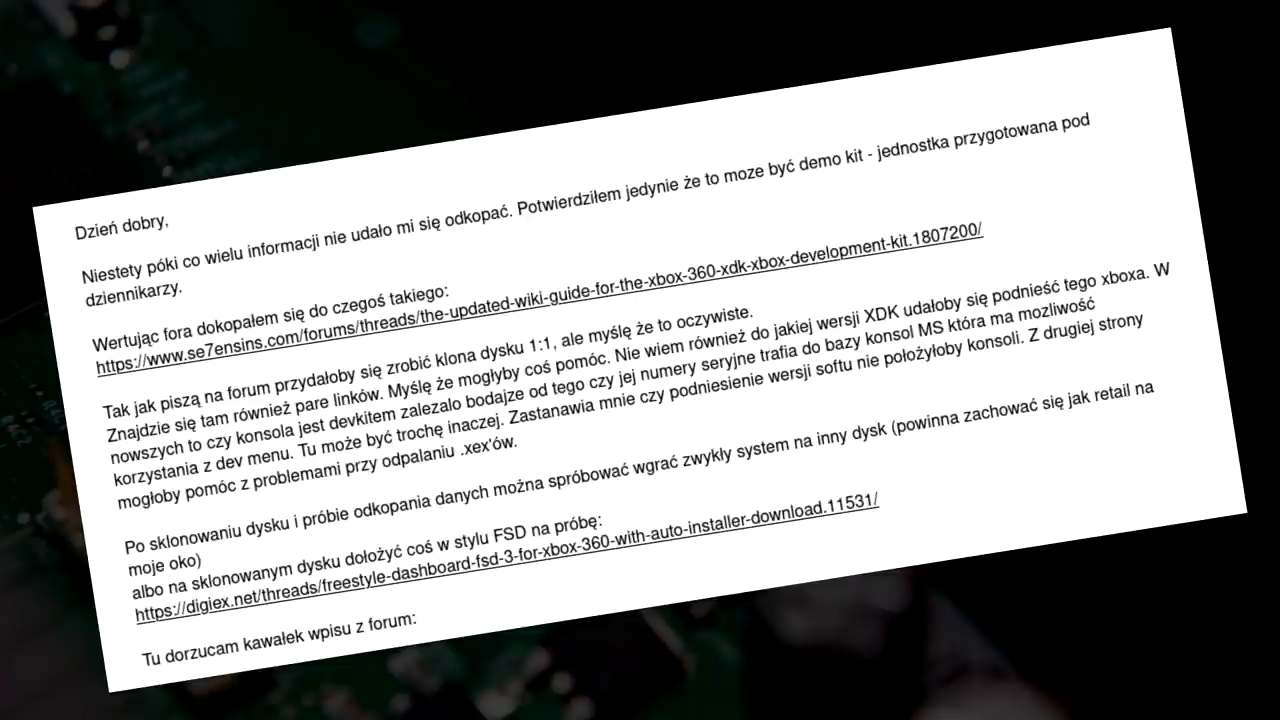 Dzień dobry,
Niestety póki co wielu informacji nie udało mi się odkopać. Potwierdziłem jedynie że to moze być demo kit - jednostka przygotowana pod
dziennikarzy.
Wertując fora dokopałem się do czegoś takiego:
https://www.se7ensins.com/forums/threads/the-updated-wiki-guide-for-the-xbox-360-xdk-xbox-development-kit.1807200/
Tak jak piszą na forum przydałoby się zrobić klona dysku 1:1, ale myślę że to oczywiste.
Znajdzie się tam również pare linków. Myślę że mogłyby coś pomóc. Nie wiem również do jakiej wersji XDK udałoby się podnieść tego xboxa. W
nowszych to czy konsola jest devkitem zalezalo bodajze od tego czy jej numery seryjne trafia do bazy konsol MS która ma mozliwość
korzystania z dev menu. Tu może być trochę inaczej. Zastanawia mnie czy podniesienie wersji softu nie położyłoby konsoli. Z drugiej strony
mogłoby pomóc z problemami przy odpalaniu .xex'ów.
Po sklonowaniu dysku i próbie odkopania danych można spróbować wgrać zwykły system na inny dysk (powinna zachować się jak retail na
moje oko)
albo na sklonowanym dysku dołożyć coś w stylu FSD na próbę:
https://digiex.net/threads/freestyle-dashboard-fsd-3-for-xbox-360-with-auto-installer-download.11531/
Tu dorzucam kawałek wpisu z forum: